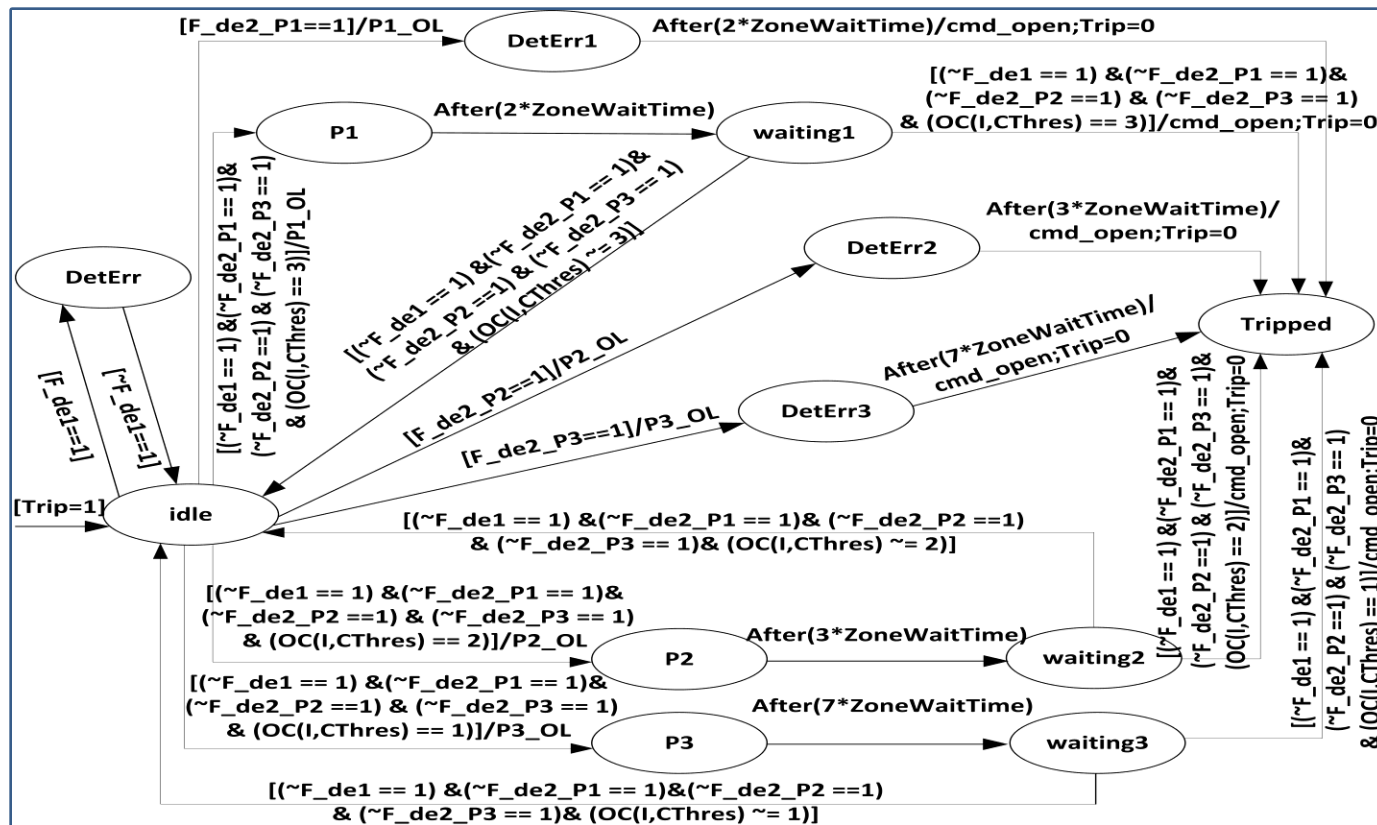 [F_de2_P1==1]/P1_OL
DetErr1
After(2*ZoneWaitTime)/cmd_open;Trip=0
P1
After(2*ZoneWaitTime)
waiting1
[(~F_de1 == 1) &(~F_de2_P1 == 1)&
(~F_de2_P2 ==1) & (~F_de2_P3 == 1)
& (OC(I,CThres) == 3)]/cmd_open;Trip=0
[(~F_de1 == 1) &(~F_de2_P1 == 1)&
(~F_de2_P2 ==1) & (~F_de2_P3 == 1)
& (OC(I,CThres) == 3)]/P1_OL
[(~F_de1 == 1) &(~F_de2_P1 == 1)&
(~F_de2_P2 ==1) & (~F_de2_P3 == 1)
& (OC(I,CThres) ~= 3)]
DetErr2
After(3*ZoneWaitTime)/
cmd_open;Trip=0
DetErr
[F_de1==1]
[~F_de1==1]
[F_de2_P2==1]/P2_OL
Tripped
After(7*ZoneWaitTime)/
cmd_open;Trip=0
DetErr3
[F_de2_P3==1]/P3_OL
[Trip=1]
idle
[(~F_de1 == 1) &(~F_de2_P1 == 1)& (~F_de2_P2 ==1)
& (~F_de2_P3 == 1)& (OC(I,CThres) ~= 2)]
[(~F_de1 == 1) &(~F_de2_P1 == 1)&
(~F_de2_P2 ==1) & (~F_de2_P3 == 1)&
(OC(I,CThres) == 2)]/cmd_open;Trip=0
[(~F_de1 == 1) &(~F_de2_P1 == 1)&
(~F_de2_P2 ==1) & (~F_de2_P3 == 1)
& (OC(I,CThres) == 1)]/cmd_open;Trip=0
[(~F_de1 == 1) &(~F_de2_P1 == 1)&
(~F_de2_P2 ==1) & (~F_de2_P3 == 1)
& (OC(I,CThres) == 2)]/P2_OL
P2
After(3*ZoneWaitTime)
waiting2
[(~F_de1 == 1) &(~F_de2_P1 == 1)&
(~F_de2_P2 ==1) & (~F_de2_P3 == 1)
& (OC(I,CThres) == 1)]/P3_OL
P3
After(7*ZoneWaitTime)
waiting3
[(~F_de1 == 1) &(~F_de2_P1 == 1)&(~F_de2_P2 ==1)
& (~F_de2_P3 == 1)& (OC(I,CThres) ~= 1)]